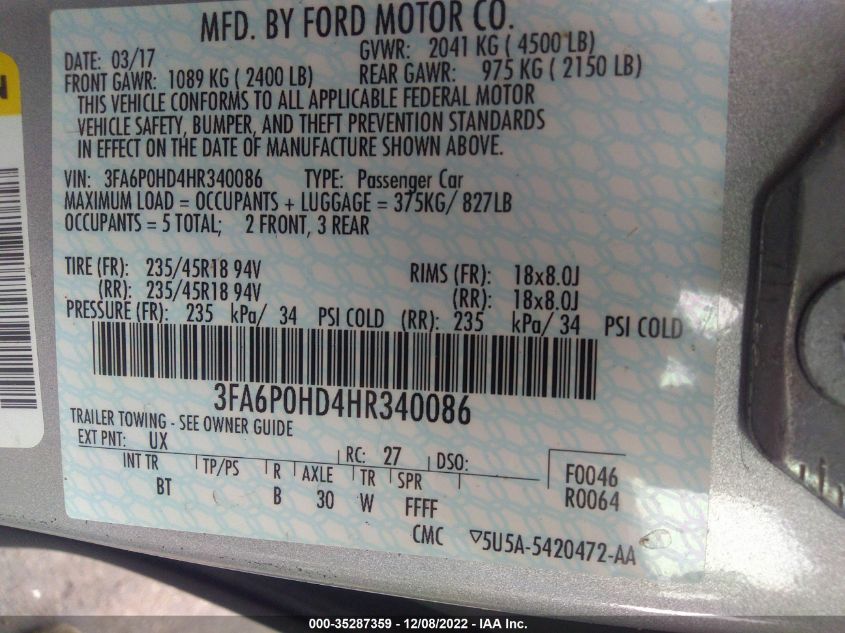 MFD. BY FORD MOTOR CO.
DATE: 03/17 GVWR: 2041 KG ( 4500 LB)
FRONT GAWR: 1089 KG ( 2400 LB) REAR GAWR: 975 KG ( 2150 LB)
THIS VEHICLE CONFORMS TO ALL APPLICABLE FEDERAL MOTOR
VEHICLE SAFETY, BUMPER, AND THEFT PREVENTION STANDARDS
IN EFFECT ON THE DATE OF MANUFACTURE SHOWN ABOVE.
VIN: 3FA6P0HD4HR340086 TYPE: Passenger Car
MAXIMUM LOAD = OCCUPANTS + LUGGAGE = 375KG/ 827LB
OCCUPANTS = 5 TOTAL; 2 FRONT, 3 REAR
TIRE (FR): 235/45R18 94V RIMS (FR): 18x8.0J
(RR): 235/45R18 94V (RR): 18x8.0J
PRESSURE (FR): 235 kPa/ 34 PSI COLD (RR): 235 kPa/ 34 PSI COLD
3FA6P0HD4HR340086
TRAILER TOWING - SEE OWNER GUIDE
EXT PNT: UX RC: 27 DSO:
INT TR TP/PS R AXLE TR SPR F0046
BT B 30 W FFFF R0064
CMC ▽5U5A-5420472-AA
000-35287359 - 12/08/2022 - IAA Inc.